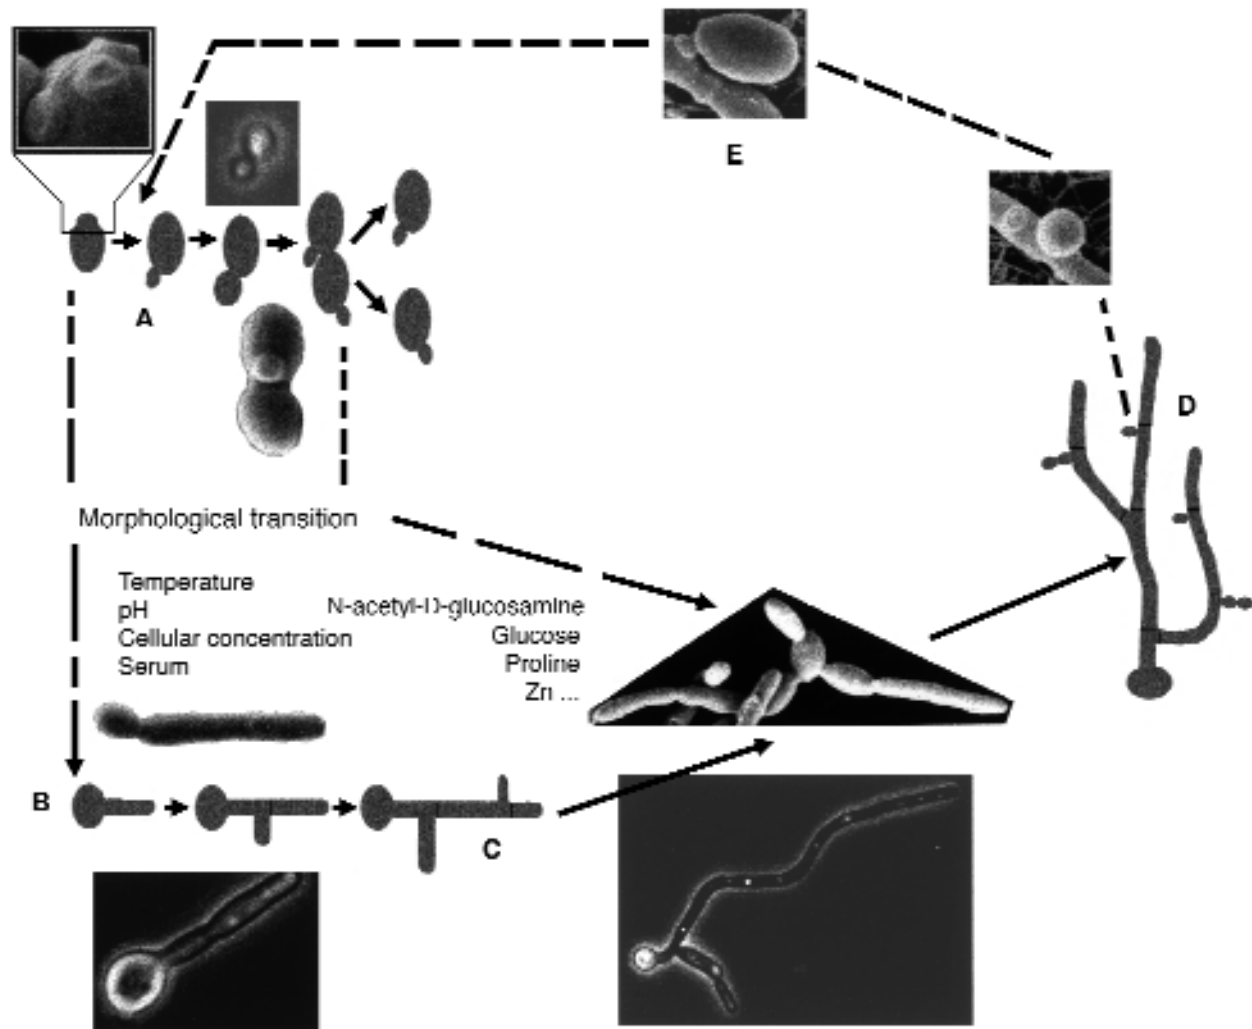 E
A
D
Morphological transition
Temperature
pH
Cellular concentration
Serum
N-acetyl-D-glucosamine
Glucose
Proline
Zn ...
B
C